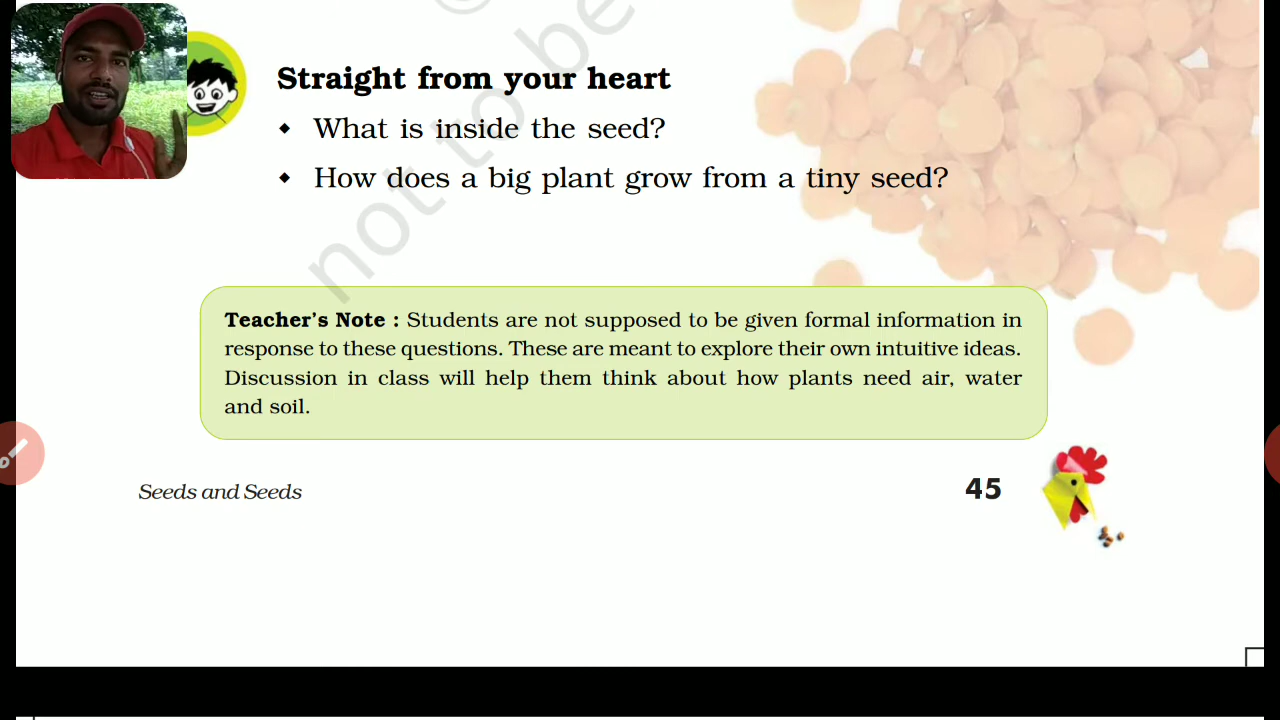 Straight from your heart
◆ What is inside the seed?
◆ How does a big plant grow from a tiny seed?
not to be
Teacher's Note : Students are not supposed to be given formal information in
response to these questions. These are meant to explore their own intuitive ideas.
Discussion in class will help them think about how plants need air, water
and soil.
Seeds and Seeds
45